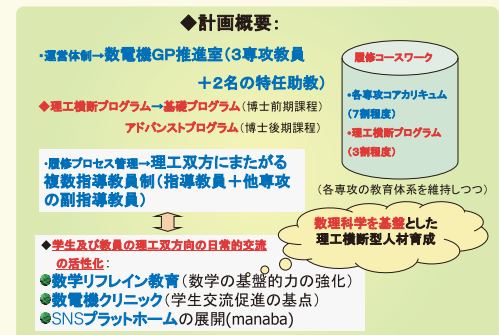 ◆計画概要:
・運営体制→数電機GP推進室(3専攻教員
+2名の特任助教)
◆理工横断プログラム→基礎プログラム(博士前期課程)
アドバンストプログラム(博士後期課程)
・履修プロセス管理→理工双方にまたがる
複数指導教員制(指導教員+他専攻
の副指導教員)
履修コースワーク
・各専攻コアカリキュム
(7割程度)
・理工横断プログラム
(3割程度)
(各専攻の教育体系を維持しつつ)
数理科学を基盤とした
理工横断型人材育成
◆学生及び教員の理工双方向の日常的交流
の活性化:
数学リフレイン教育(数学の基盤的力の強化)
数電機クリニック(学生交流促進の基点)
SNSプラットホームの展開(manaba)